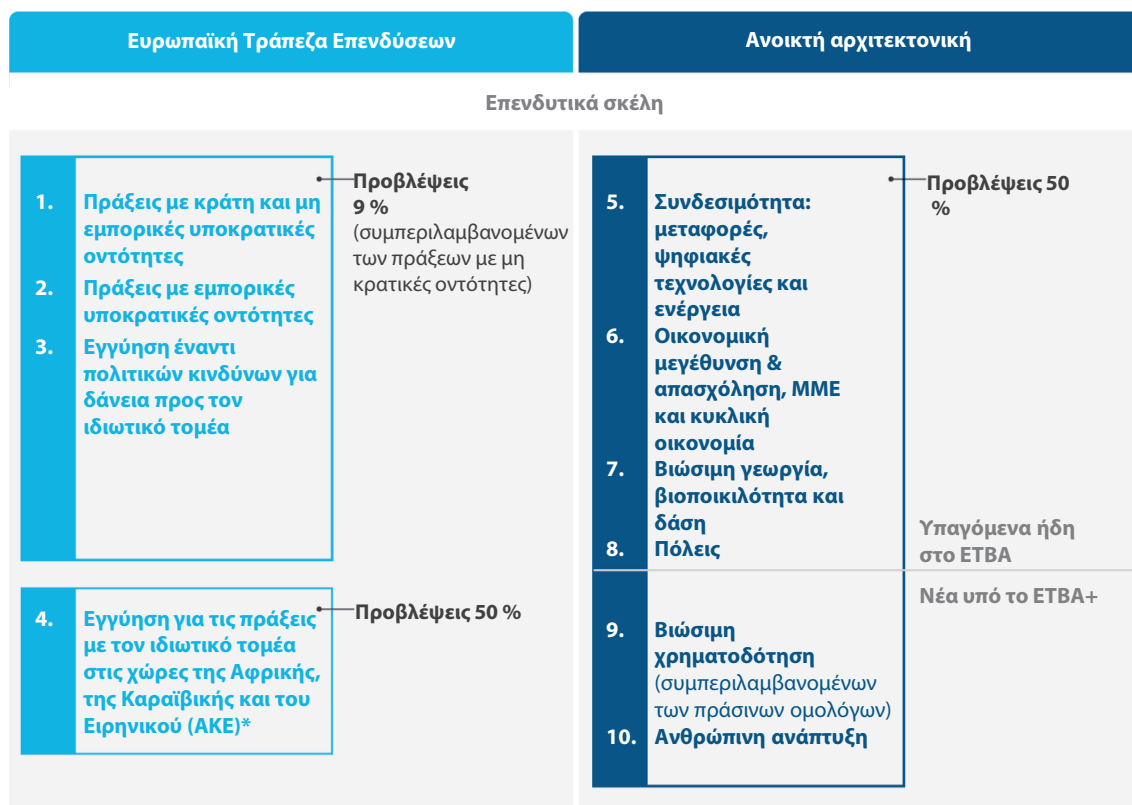 Ευρωπαϊκή Τράπεζα Επενδύσεων
Ανοικτή αρχιτεκτονική
Επενδυτικά σκέλη
1. Πράξεις με κράτη και μη
εμπορικές υποκρατικές
οντότητες
2. Πράξεις με εμπορικές
υποκρατικές οντότητες
3. Εγγύηση έναντι
πολιτικών κινδύνων για
δάνεια προς τον
ιδιωτικό τομέα
Προβλέψεις
9 %
(συμπεριλαμβανομένων
των πράξεων με μη
κρατικές οντότητες)
4. Εγγύηση για τις πράξεις
με τον ιδιωτικό τομέα
στις χώρες της Αφρικής,
της Καραϊβικής και του
Ειρηνικού (ΑΚΕ)*
Προβλέψεις 50 %
5. Συνδεσιμότητα:
μεταφορές,
ψηφιακές
τεχνολογίες και
ενέργεια
6. Οικονομική
μεγέθυνση &
απασχόληση, ΜΜΕ
και κυκλική
οικονομία
7. Βιώσιμη γεωργία,
βιοποικιλότητα και
δάση
8. Πόλεις
Προβλέψεις 50
%
Υπαγόμενα ήδη
στο ΕΤΒΑ
Νέα υπό το ΕΤΒΑ+
9. Βιώσιμη
χρηματοδότηση
(συμπεριλαμβανομένων
των πράσινων ομολόγων)
10. Ανθρώπινη ανάπτυξη